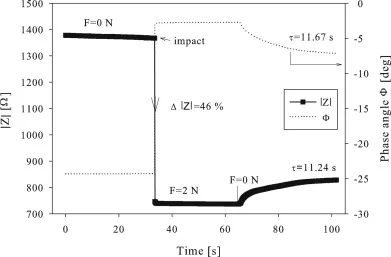 1500
1400
1300
1200
1100
1000
900
800
700
|Z| [Ω]
0
-5
-10
-15
-20
-25
-30
Phase angle Φ [deg]
F=0 N
impact
τ=11.67 s
Δ |Z|=46 %
|Z|
Φ
F=2 N
F=0 N
τ=11.24 s
0 20 40 60 80 100
Time [s]